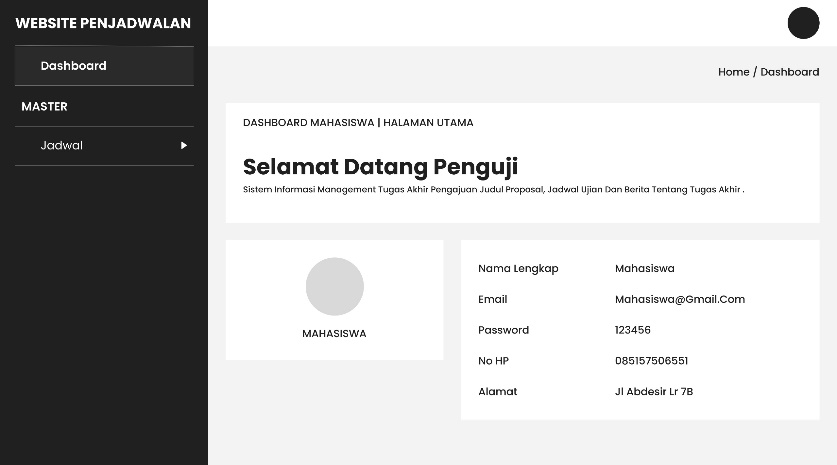 WEBSITE PENJADWALAN
Dashboard
MASTER
Jadwal
Home / Dashboard
DASHBOARD MAHASISWA | HALAMAN UTAMA
Selamat Datang Penguji
Sistem Informasi Management Tugas Akhir Pengajuan Judul Proposal, Jadwal Ujian Dan Berita Tentang Tugas Akhir .
MAHASISWA
Nama Lengkap Mahasiswa
Email Mahasiswa@Gmail.Com
Password 123456
No HP 085157506551
Alamat Jl Abdesir Lr 7B